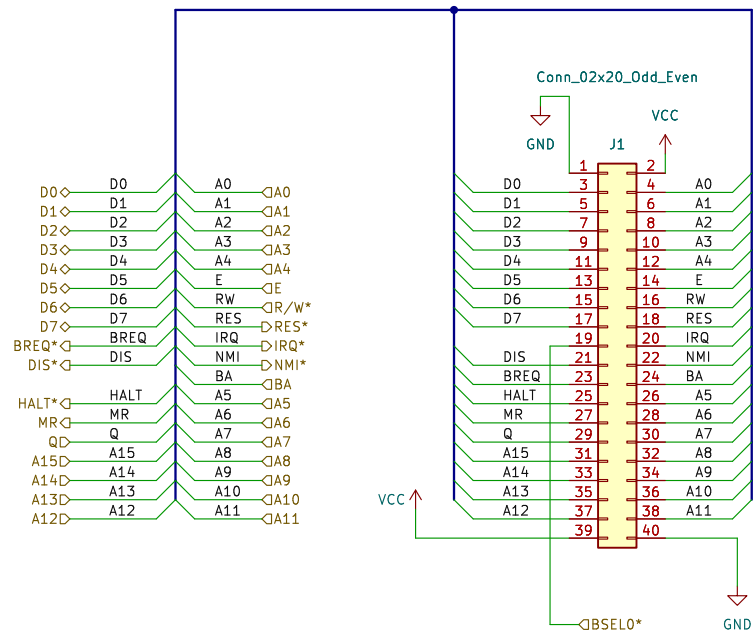 Conn_02x20_Odd_Even
VCC
GND
J1
1 2
D0 D0 A0 A0 D0 3 4 A0
D1 D1 A1 A1 D1 5 6 A1
D2 D2 A2 A2 D2 7 8 A2
D3 D3 A3 A3 D3 9 10 A3
D4 D4 A4 A4 D4 11 12 A4
D5 D5 E E D5 13 14 E
D6 D6 RW R/W* D6 15 16 RW
D7 D7 RES RES* D7 17 18 RES
BREQ* BREQ IRQ IRQ* 19 20 IRQ
DIS* DIS NMI NMI* DIS 21 22 NMI
BA BA BREQ 23 24 BA
HALT* HALT A5 A5 HALT 25 26 A5
MR MR A6 A6 MR 27 28 A6
Q Q A7 A7 Q 29 30 A7
A15 A15 A8 A8 A15 31 32 A8
A14 A14 A9 A9 A14 33 34 A9
A13 A13 A10 A10 VCC A13 35 36 A10
A12 A12 A11 A11 A12 37 38 A11
39 40
BSEL0*
GND